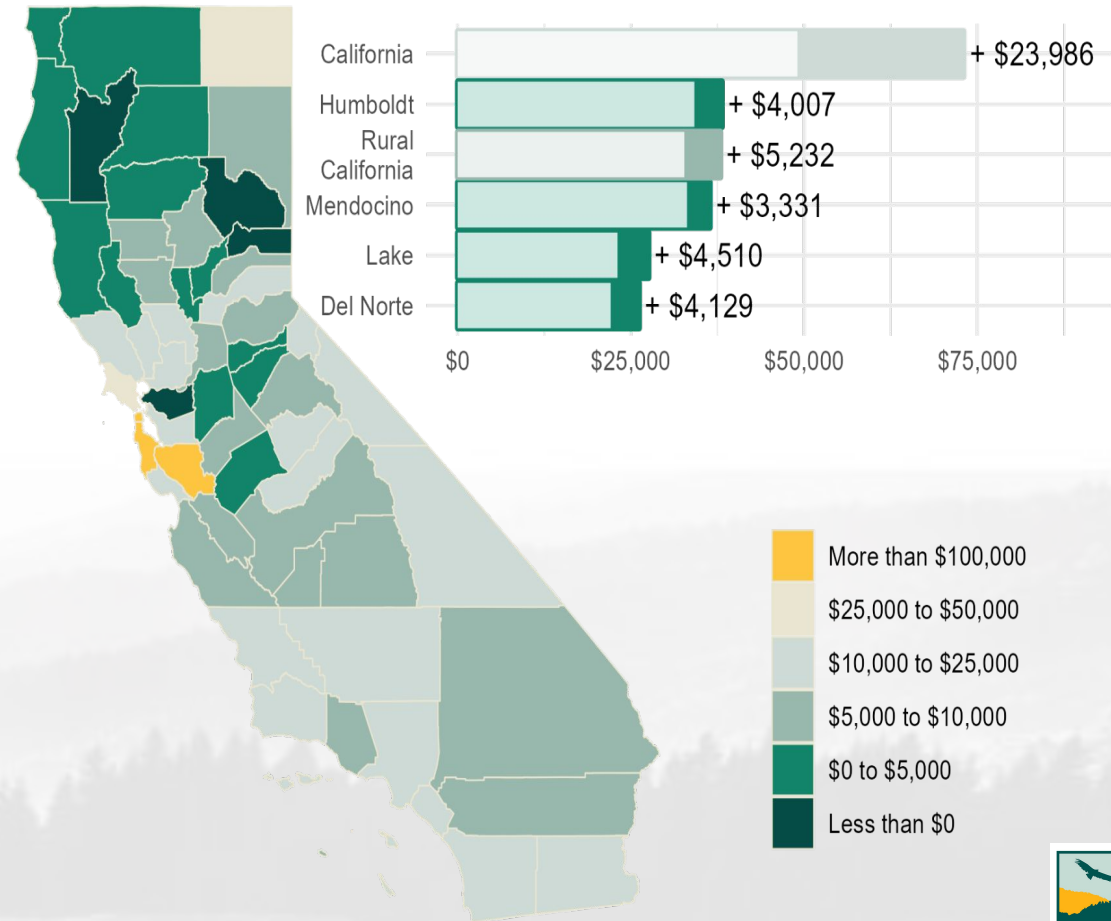 California
+ $23,986
Humboldt
+ $4,007
Rural
California
+ $5,232
Mendocino
+ $3,331
Lake
+ $4,510
Del Norte
+ $4,129
$0
$25,000
$50,000
$75,000
More than $100,000
$25,000 to $50,000
$10,000 to $25,000
$5,000 to $10,000
$0 to $5,000
Less than $0